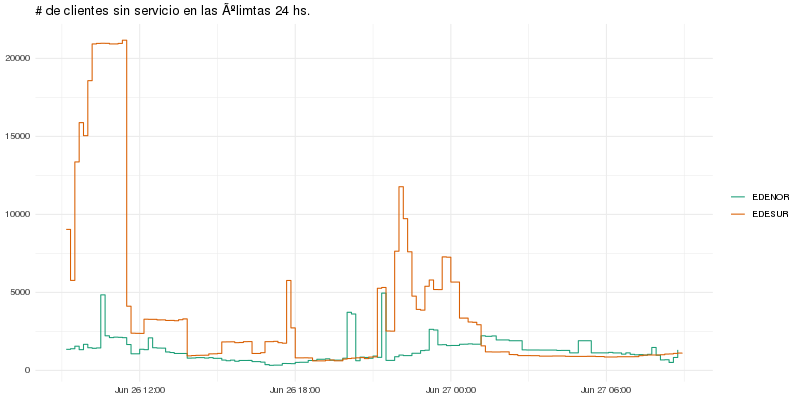 # de clientes sin servicio en las Ãºlimtas 24 hs.
20000
15000
10000
5000
0
Jun 26 12:00
Jun 26 18:00
Jun 27 00:00
Jun 27 06:00
EDENOR
EDESUR